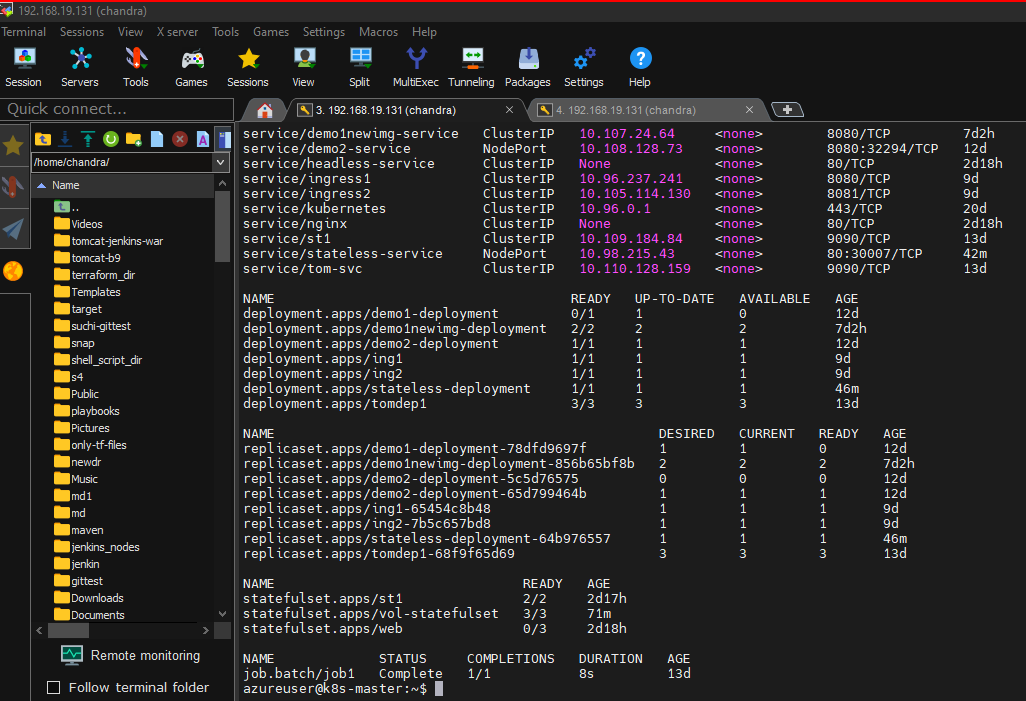 192.168.19.131 (chandra)
Terminal Sessions View X server Tools Games Settings Macros Help
Session Servers Tools Games Sessions View Split MultiExec Tunneling Packages Settings Help
Quick connect...
3. 192.168.19.131 (chandra)
4. 192.168.19.131 (chandra)
/home/chandra/
Name
..
Videos
tomcat-jenkins-war
tomcat-b9
terraform_dir
Templates
target
suchi-gittest
snap
shell_script_dir
s4
Public
playbooks
Pictures
only-tf-files
newdr
Music
md1
md
maven
jenkins_nodes
jenkin
gittest
Downloads
Documents
Remote monitoring
Follow terminal folder
service/demo1newimg-service ClusterIP 10.107.24.64 <none> 8080/TCP 7d2h
service/demo2-service NodePort 10.108.128.73 <none> 8080:32294/TCP 12d
service/headless-service ClusterIP None <none> 80/TCP 2d18h
service/ingress1 ClusterIP 10.96.237.241 <none> 8080/TCP 9d
service/ingress2 ClusterIP 10.105.114.130 <none> 8081/TCP 9d
service/kubernetes ClusterIP 10.96.0.1 <none> 443/TCP 20d
service/nginx ClusterIP None <none> 80/TCP 2d18h
service/st1 ClusterIP 10.109.184.84 <none> 9090/TCP 13d
service/stateless-service NodePort 10.98.215.43 <none> 80:30007/TCP 42m
service/tom-svc ClusterIP 10.110.128.159 <none> 9090/TCP 13d
NAME READY UP-TO-DATE AVAILABLE AGE
deployment.apps/demo1-deployment 0/1 1 0 12d
deployment.apps/demo1newimg-deployment 2/2 2 2 7d2h
deployment.apps/demo2-deployment 1/1 1 1 12d
deployment.apps/ing1 1/1 1 1 9d
deployment.apps/ing2 1/1 1 1 9d
deployment.apps/stateless-deployment 1/1 1 1 46m
deployment.apps/tomdep1 3/3 3 3 13d
NAME DESIRED CURRENT READY AGE
replicaset.apps/demo1-deployment-78dfd9697f 1 1 0 12d
replicaset.apps/demo1newimg-deployment-856b65bf8b 2 2 2 7d2h
replicaset.apps/demo2-deployment-5c5d76575 0 0 0 12d
replicaset.apps/demo2-deployment-65d799464b 1 1 1 12d
replicaset.apps/ing1-65454c8b48 1 1 1 9d
replicaset.apps/ing2-7b5c657bd8 1 1 1 9d
replicaset.apps/stateless-deployment-64b976557 1 1 1 46m
replicaset.apps/tomdep1-68f9f65d69 3 3 3 13d
NAME READY AGE
statefulset.apps/st1 2/2 2d17h
statefulset.apps/vol-statefulset 3/3 71m
statefulset.apps/web 0/3 2d18h
NAME STATUS COMPLETIONS DURATION AGE
job.batch/job1 Complete 1/1 8s 13d
azureuser@k8s-master:~$